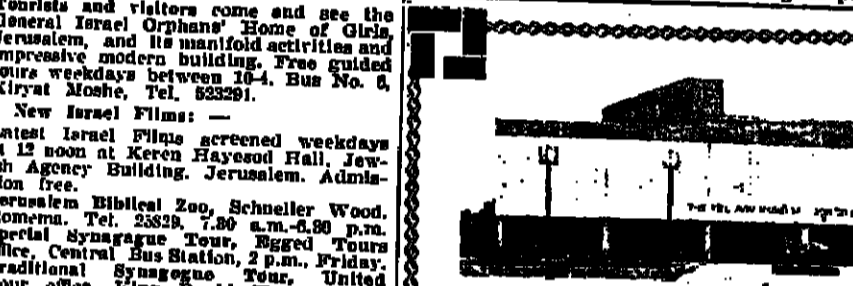 Tourists and visitors come and see the
General Israel Orphans' Home of Girls,
Jerusalem, and its manifold activities and
impressive modern building. Free guided
tours weekdays between 10-4. Bus No. 5,
Kiryat Moshe, Tel. 523291.
New Israel Films: —
Latest Israel Films screened weekdays
at 12 noon at Keren Hayesod Hall, Jew-
ish Agency Building, Jerusalem. Admis-
sion free.
Jerusalem Biblical Zoo, Schneller Wood,
Romema. Tel. 25829, 7.30 a.m.-6.30 p.m.
Special Synagogue Tour, Egged Tours
office, Central Bus Station, 2 p.m., Friday.
Traditional Synagogue Tour, United
THE TEL AVIV